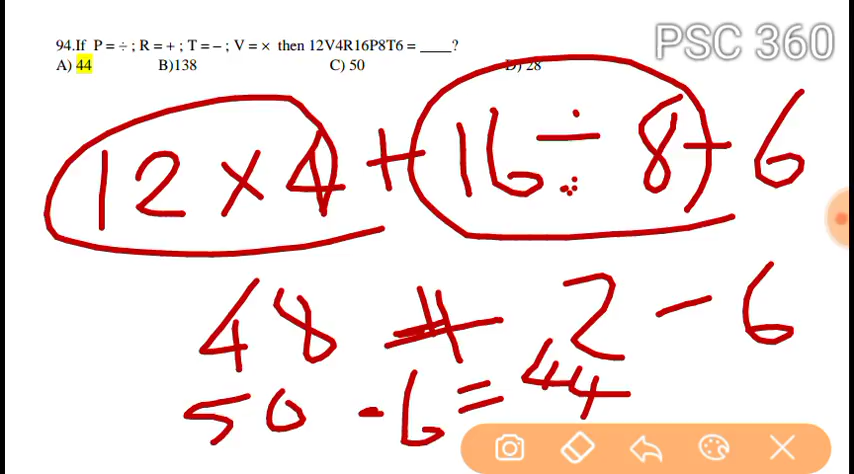 PSC 360
94.If P = ÷ ; R = + ; T = – ; V = × then 12V4R16P8T6 = ____?
A) 44 B)138 C) 50 D) 28
12 × 4 + 16 ÷ 8 - 6
48 + 2 - 6
50 - 6 = 44